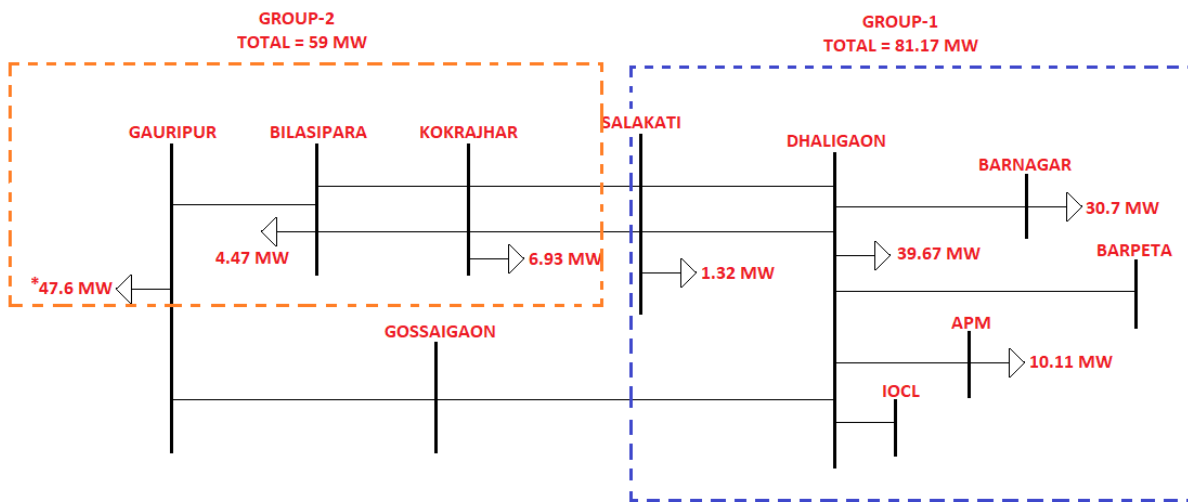 GROUP-2
TOTAL = 59 MW
GROUP-1
TOTAL = 81.17 MW
GAURIPUR
BILASIPARA
KOKRAJHAR
SALAKATI
DHALIGAON
BARNAGAR
30.7 MW
4.47 MW
6.93 MW
39.67 MW
BARPETA
*47.6 MW
1.32 MW
GOSSAIGAON
APM
10.11 MW
IOCL